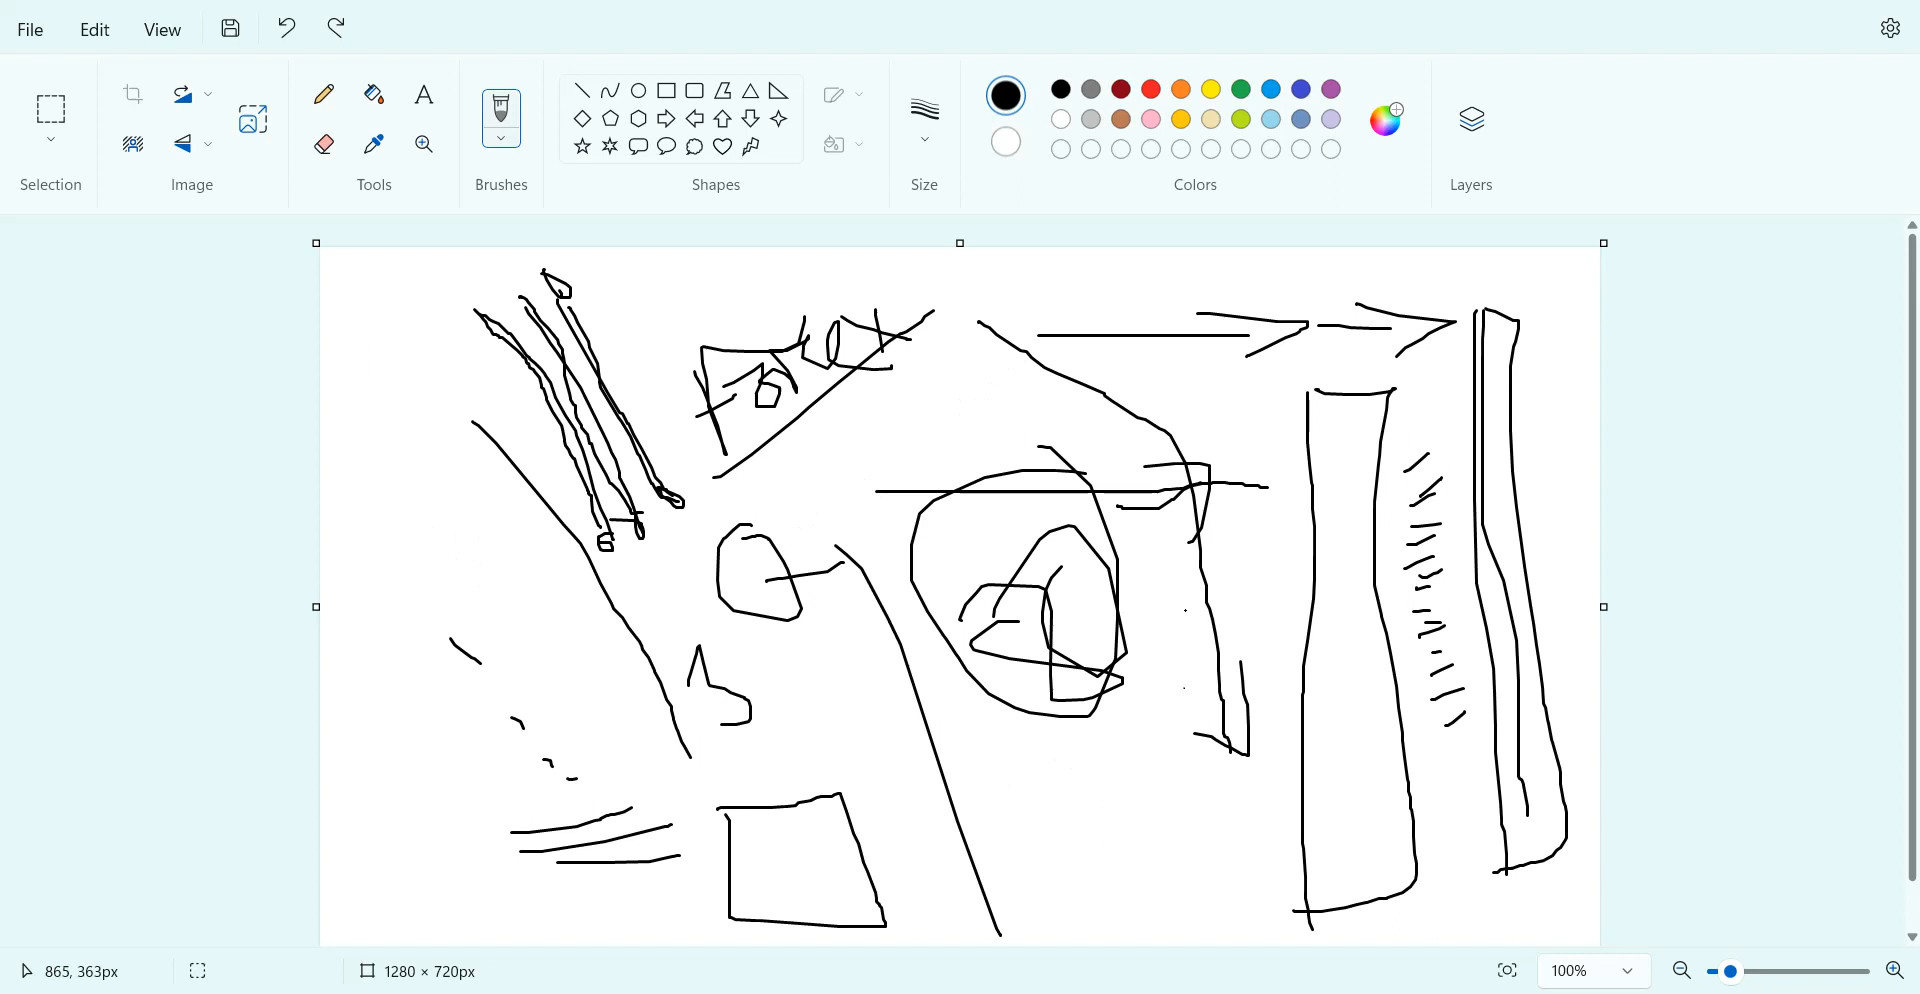 File Edit View
Selection Image Tools Brushes Shapes Size Colors Layers
865, 363px 1280 × 720px 100%